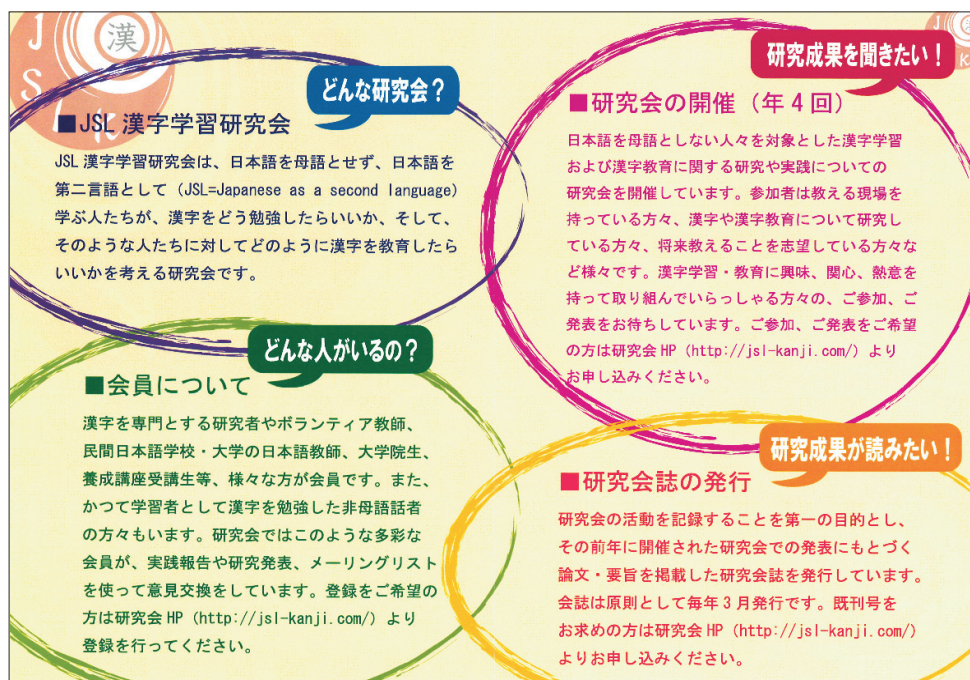 J
S
L
K
漢
どんな研究会？
■JSL 漢字学習研究会
JSL 漢字学習研究会は、日本語を母語とせず、日本語を
第二言語として（JSL=Japanese as a second language）
学ぶ人たちが、漢字をどう勉強したらいいか、そして、
そのような人たちに対してどのように漢字を教育したら
いいかを考える研究会です。
どんな人がいるの？
■会員について
漢字を専門とする研究者やボランティア教師、
民間日本語学校・大学の日本語教師、大学院生、
養成講座受講生等、様々な方が会員です。また、
かつて学習者として漢字を勉強した非母語話者
の方々もいます。研究会ではこのような多彩な
会員が、実践報告や研究発表、メーリングリスト
を使って意見交換をしています。登録をご希望の
方は研究会 HP（http://jsl-kanji.com/）より
登録を行ってください。
研究成果を聞きたい！
■研究会の開催（年 4 回）
日本語を母語としない人々を対象とした漢字学習
および漢字教育に関する研究や実践についての
研究会を開催しています。参加者は教える現場を
持っている方々、漢字や漢字教育について研究し
ている方々、将来教えることを志望している方々な
ど様々です。漢字学習・教育に興味、関心、熱意を
持って取り組んでいらっしゃる方々の、ご参加、ご
発表をお待ちしています。ご参加、ご発表をご希望
の方は研究会 HP（http://jsl-kanji.com/）より
お申し込みください。
研究成果が読みたい！
■研究会誌の発行
研究会の活動を記録することを第一の目的とし、
その前年に開催された研究会での発表にもとづく
論文・要旨を掲載した研究会誌を発行しています。
会誌は原則として毎年 3 月発行です。既刊号を
お求めの方は研究会 HP（http://jsl-kanji.com/）
よりお申し込みください。